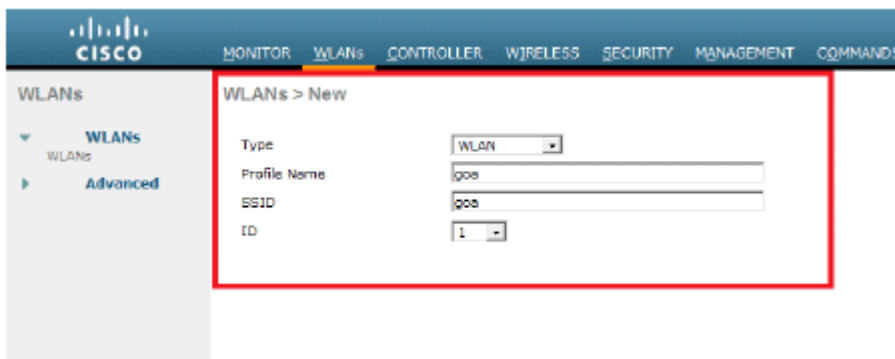 CISCO
MONITOR WLANs CONTROLLER WIRELESS SECURITY MANAGEMENT COMMANDS
WLANs
WLANs
WLANs
Advanced
WLANs > New
Type WLAN
Profile Name goa
SSID goa
ID 1